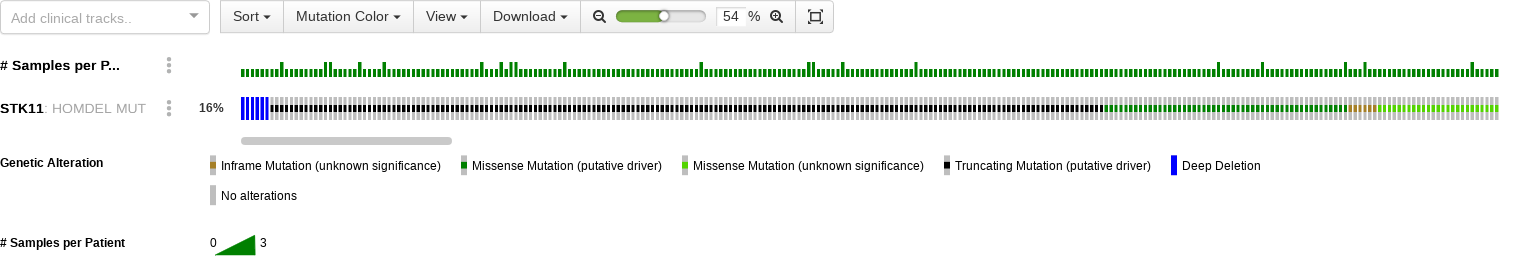 Add clinical tracks.. Sort Mutation Color View Download 54 %
# Samples per P...
STK11: HOMDEL MUT 16%
Genetic Alteration Inframe Mutation (unknown significance) Missense Mutation (putative driver) Missense Mutation (unknown significance) Truncating Mutation (putative driver) Deep Deletion
No alterations
# Samples per Patient 0 3